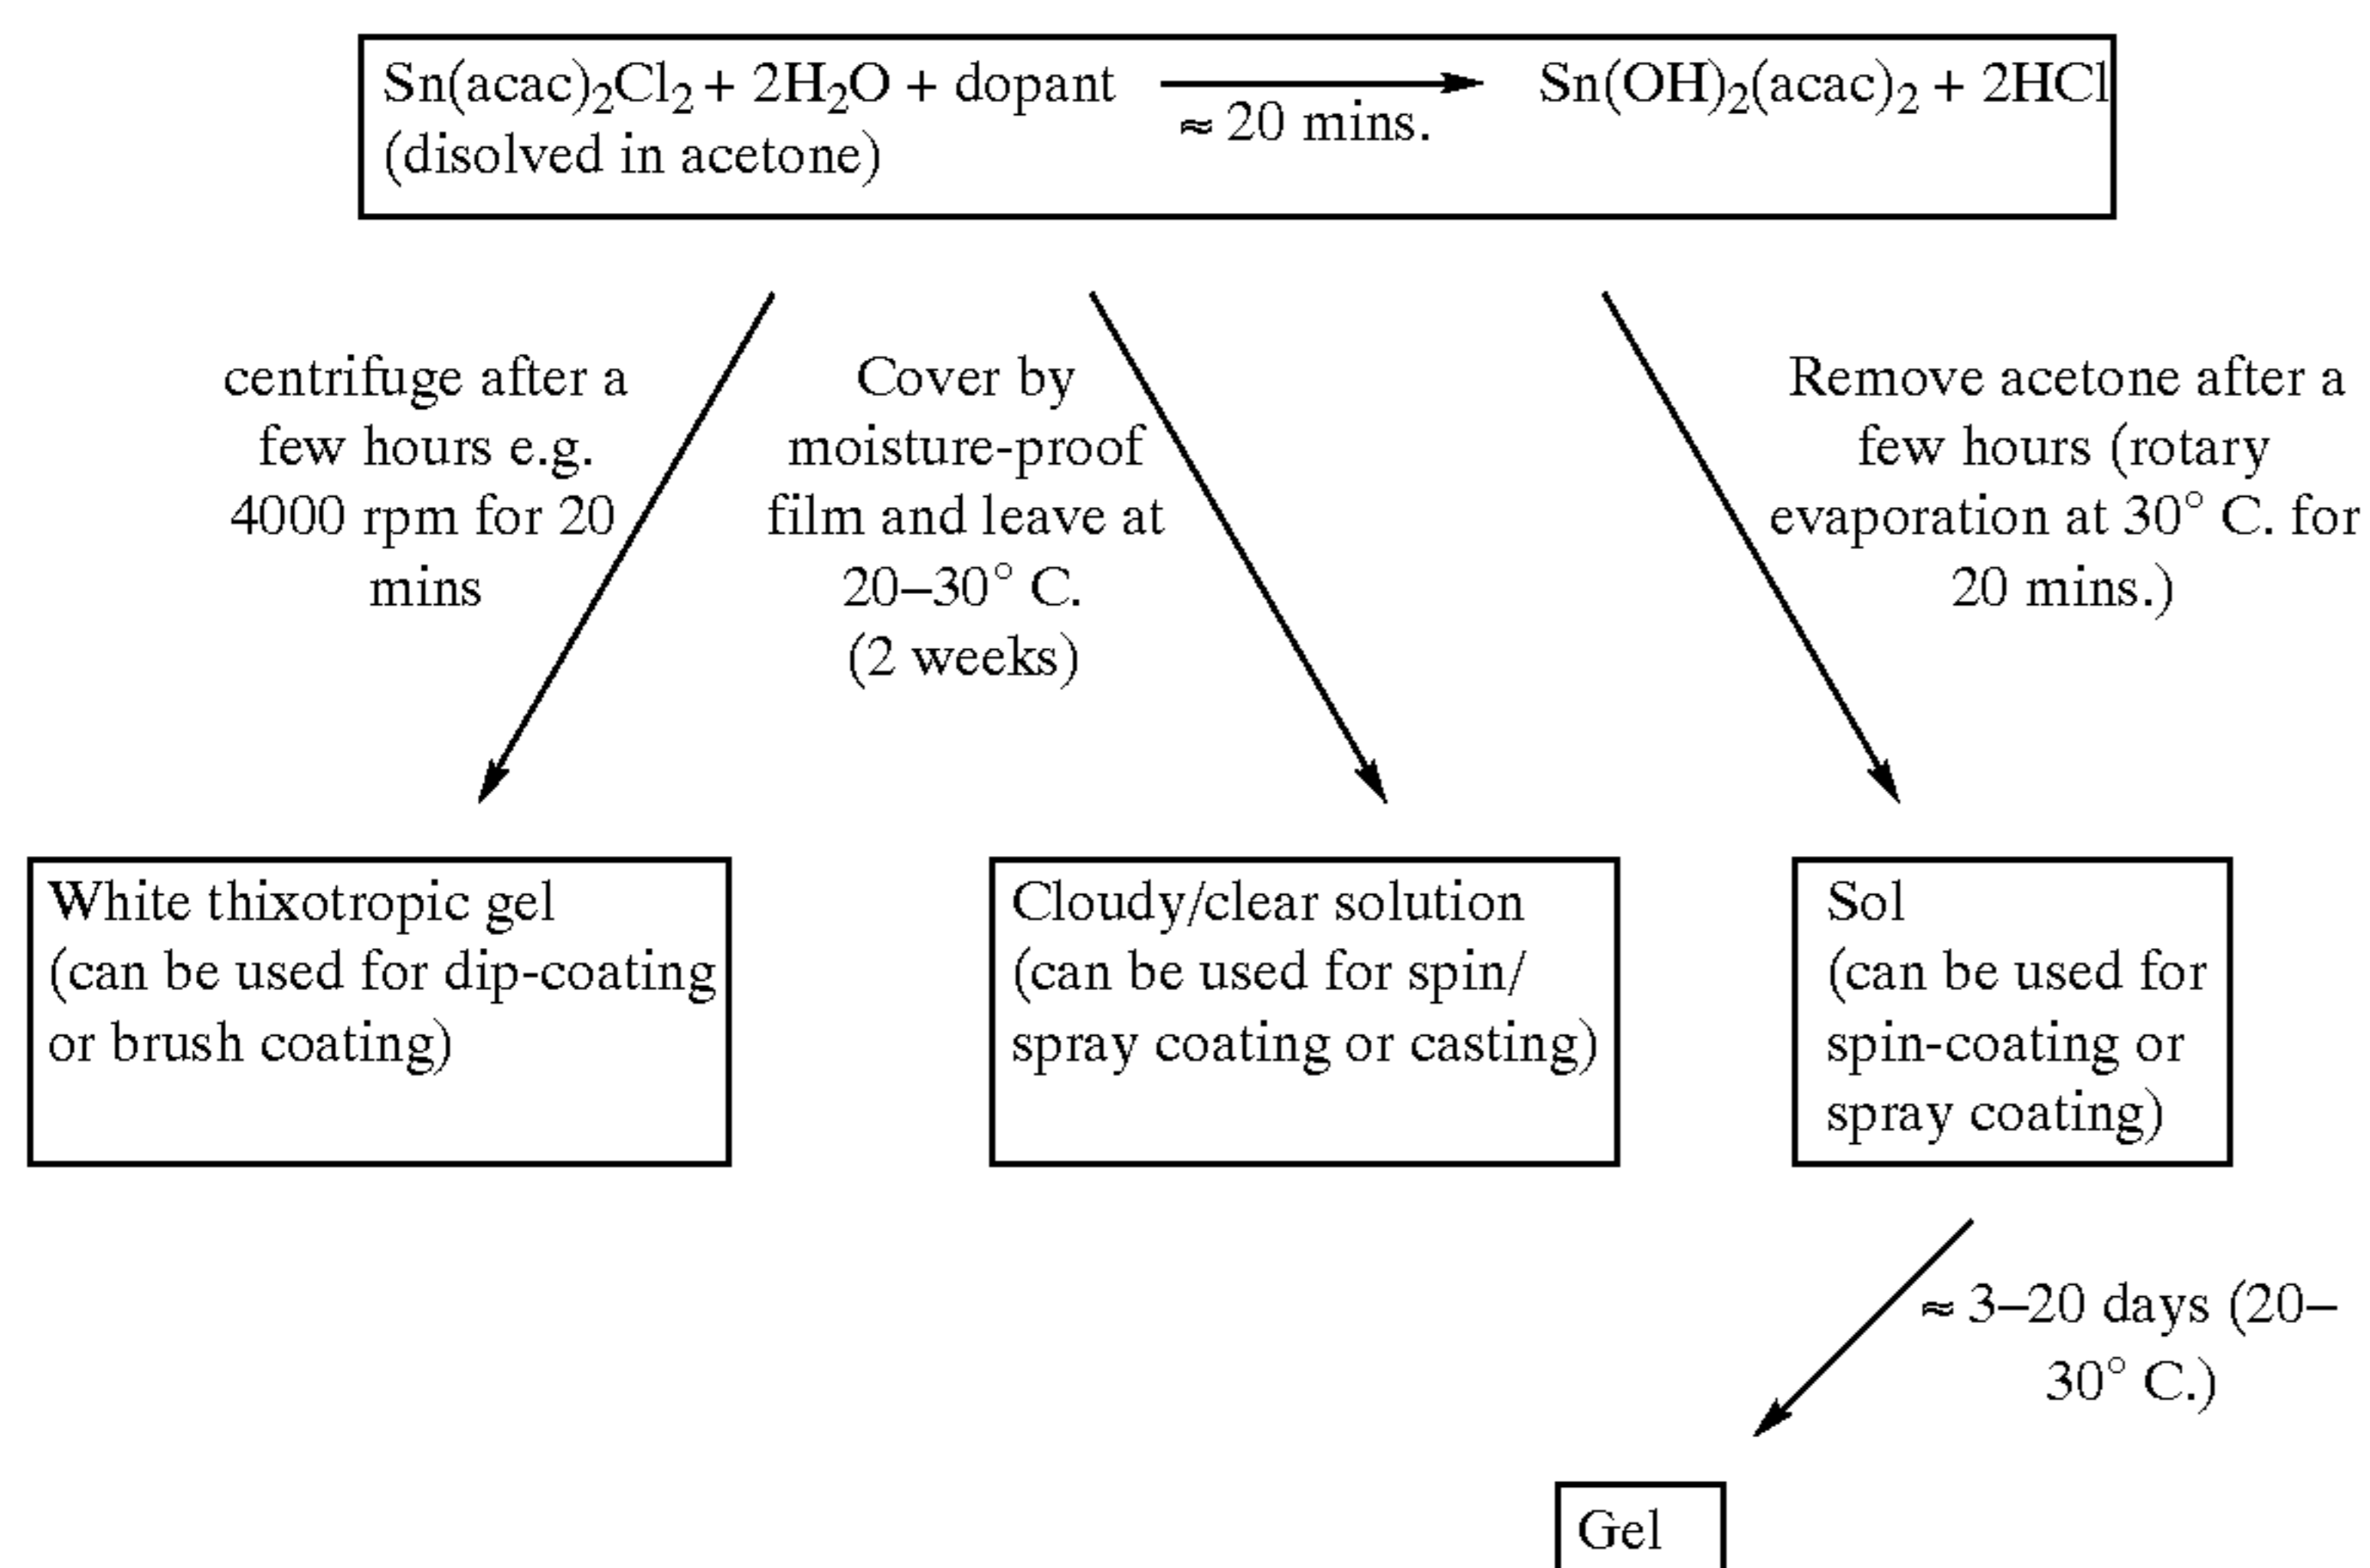 Sn(acac)₂Cl₂ + 2H₂O + dopant
≈ 20 mins.
Sn(OH)₂(acac)₂ + 2HCl
(disolved in acetone)
centrifuge after a
few hours e.g.
4000 rpm for 20
mins
Cover by
moisture-proof
film and leave at
20–30° C.
(2 weeks)
Remove acetone after a
few hours (rotary
evaporation at 30° C. for
20 mins.)
White thixotropic gel
(can be used for dip-coating
or brush coating)
Cloudy/clear solution
(can be used for spin/
spray coating or casting)
Sol
(can be used for
spin-coating or
spray coating)
≈ 3–20 days (20–
30° C.)
Gel